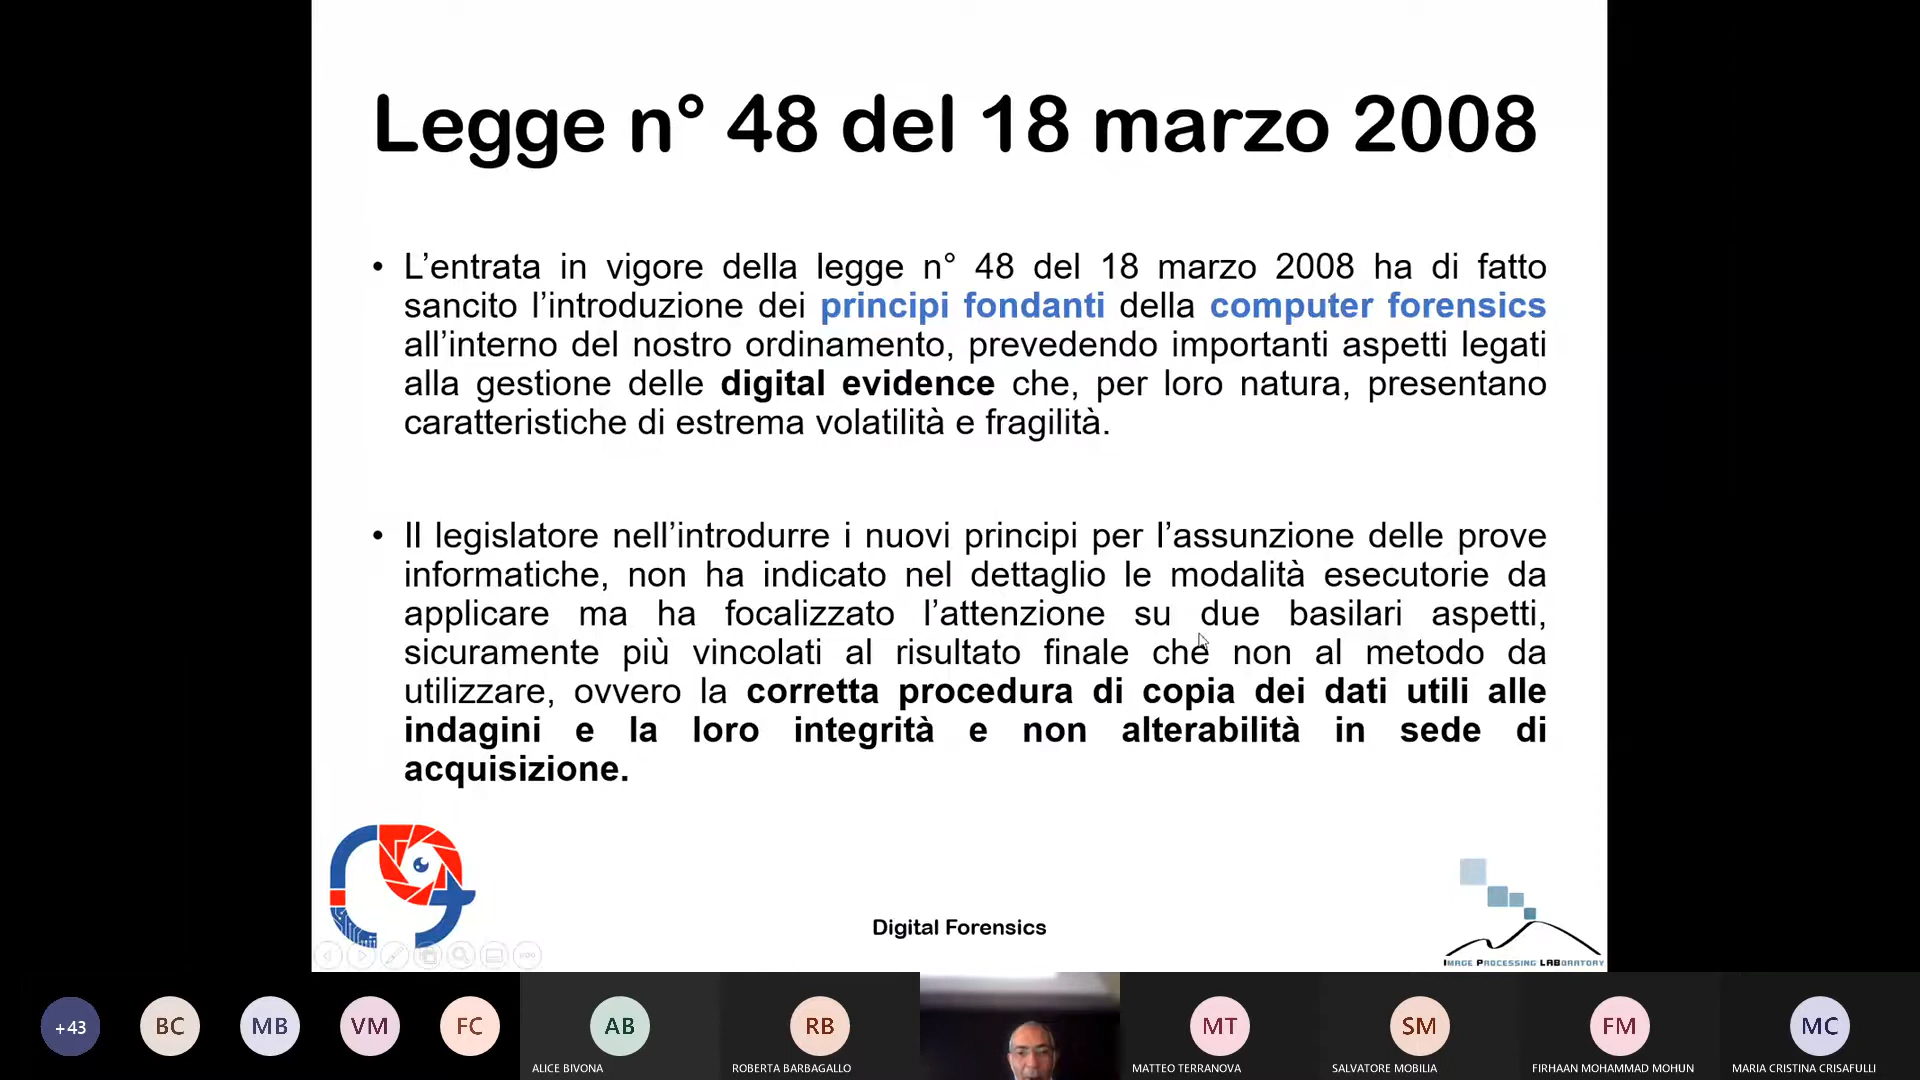 Legge n° 48 del 18 marzo 2008
• L’entrata in vigore della legge n° 48 del 18 marzo 2008 ha di fatto
sancito l’introduzione dei principi fondanti della computer forensics
all’interno del nostro ordinamento, prevedendo importanti aspetti legati
alla gestione delle digital evidence che, per loro natura, presentano
caratteristiche di estrema volatilità e fragilità.
• Il legislatore nell’introdurre i nuovi principi per l’assunzione delle prove
informatiche, non ha indicato nel dettaglio le modalità esecutorie da
applicare ma ha focalizzato l’attenzione su due basilari aspetti,
sicuramente più vincolati al risultato finale che non al metodo da
utilizzare, ovvero la corretta procedura di copia dei dati utili alle
indagini e la loro integrità e non alterabilità in sede di
acquisizione.
Digital Forensics
IMAGE PROCESSING LABORATORY
+43 BC MB VM FC AB RB MT SM FM MC
ALICE BIVONA ROBERTA BARBAGALLO MATTEO TERRANOVA SALVATORE MOBILIA FIRHAAN MOHAMMAD MOHUN MARIA CRISTINA CRISAFULLI